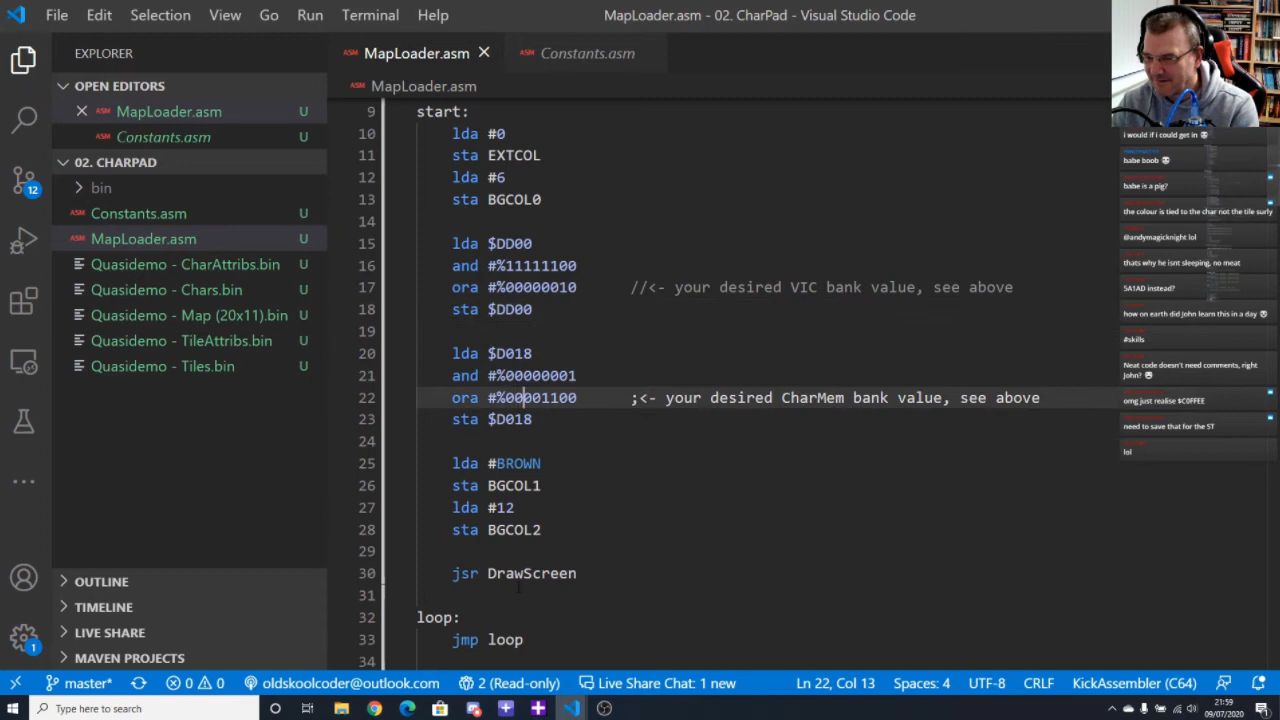 File Edit Selection View Go Run Terminal Help MapLoader.asm - 02. CharPad - Visual Studio Code
EXPLORER
OPEN EDITORS
MapLoader.asm U
ASM Constants.asm U
02. CHARPAD
bin
ASM Constants.asm U
ASM MapLoader.asm U
Quasidemo - CharAttribs.bin U
Quasidemo - Chars.bin U
Quasidemo - Map (20x11).bin U
Quasidemo - TileAttribs.bin U
Quasidemo - Tiles.bin U
OUTLINE
TIMELINE
LIVE SHARE
MAVEN PROJECTS
12
1
ASM MapLoader.asm ASM Constants.asm
ASM MapLoader.asm
9 start:
10 lda #0
11 sta EXTCOL
12 lda #6
13 sta BGCOL0
14
15 lda $DD00
16 and #%11111100
17 ora #%00000010 //<- your desired VIC bank value, see above
18 sta $DD00
19
20 lda $D018
21 and #%00000001
22 ora #%00001100 ;<- your desired CharMem bank value, see above
23 sta $D018
24
25 lda #BROWN
26 sta BGCOL1
27 lda #12
28 sta BGCOL2
29
30 jsr DrawScreen
31
32 loop:
33 jmp loop
34
i would if i could get in
babe boob
babe is a pig?
the colour is tied to the char not the tile surly
@andymagicknight lol
thats why he isnt sleeping, no meat
5A1AD instead?
how on earth did John learn this in a day
#skills
Neat code doesn't need comments, right
John?
omg just realise $C0FFEE
need to save that for the ST
lol
master* 0 0 oldskoolcoder@outlook.com 2 (Read-only) Live Share Chat: 1 new Ln 22, Col 13 Spaces: 4 UTF-8 CRLF KickAssembler (C64)
Type here to search
21:59
09/07/2020